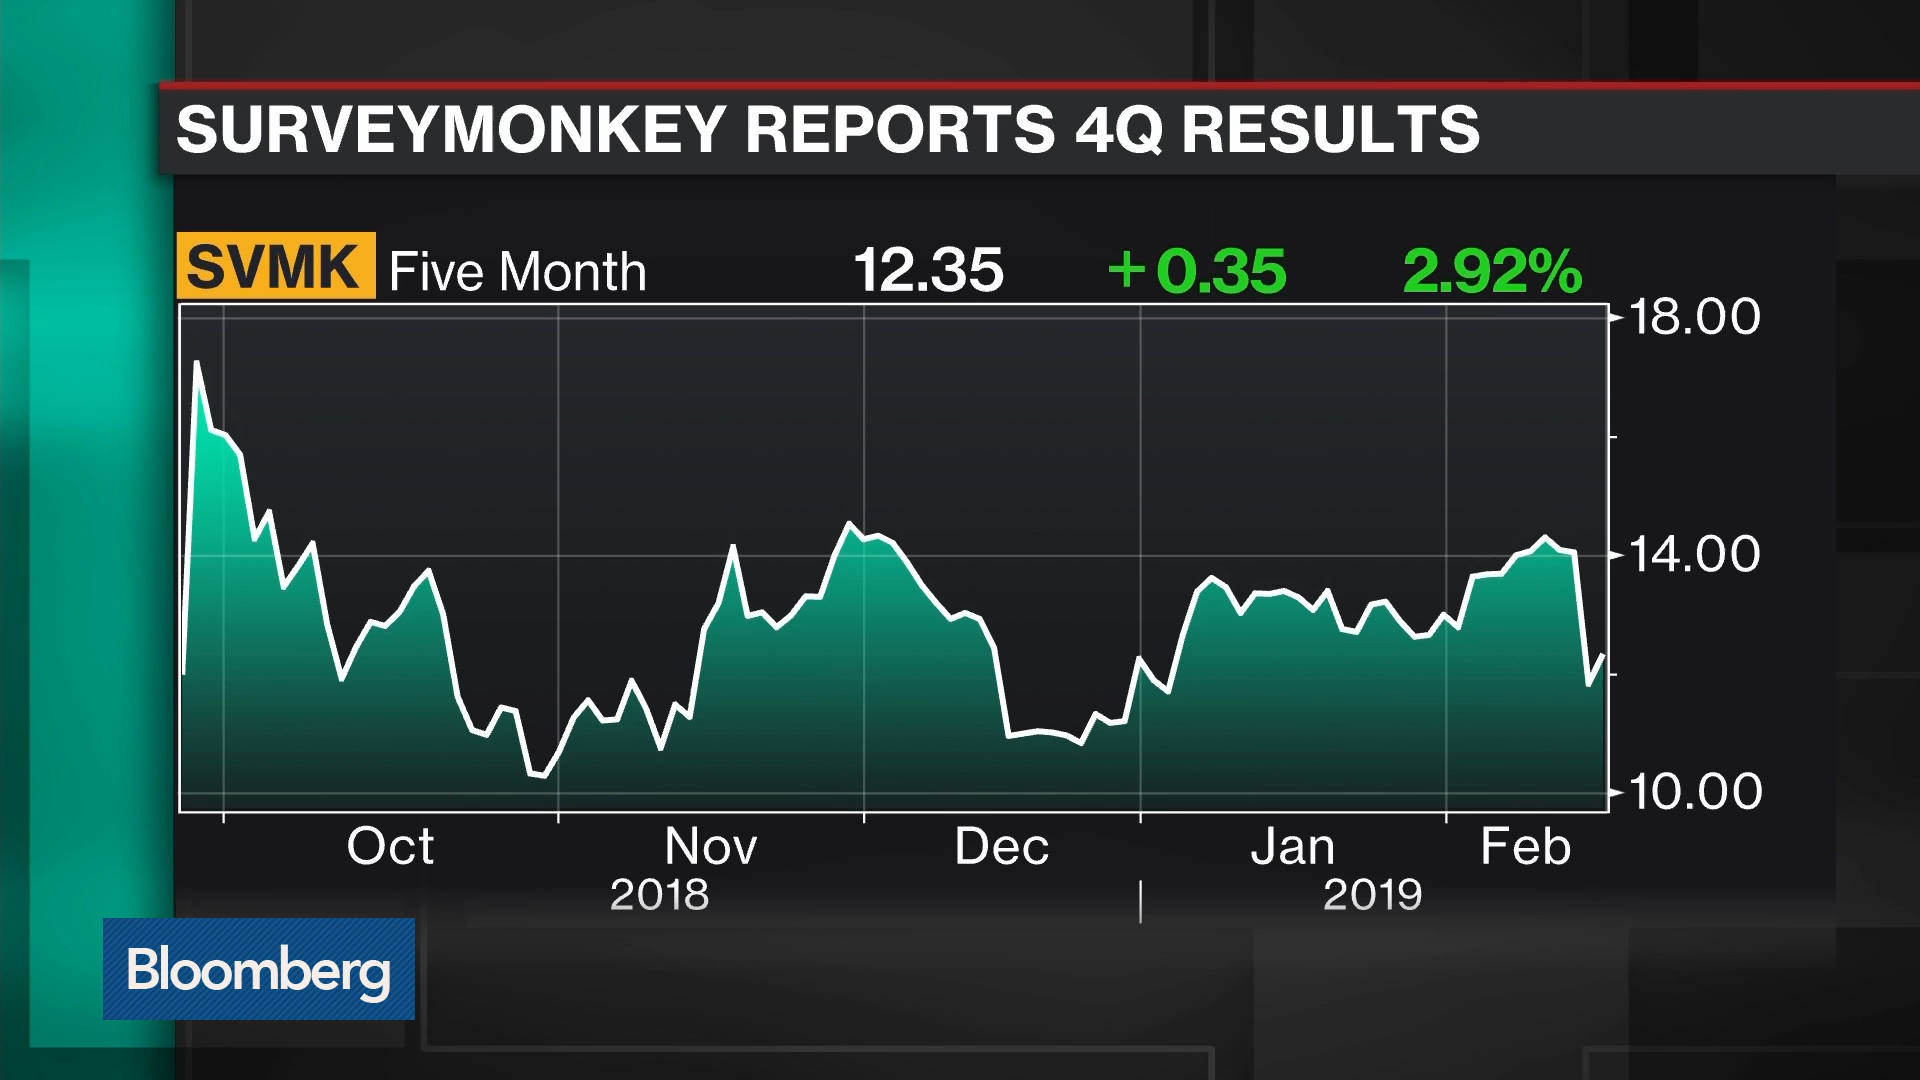 SURVEYMONKEY REPORTS 4Q RESULTS
SVMK Five Month 12.35 +0.35 2.92%
18.00
14.00
10.00
Oct Nov Dec Jan Feb
2018 2019
Bloomberg